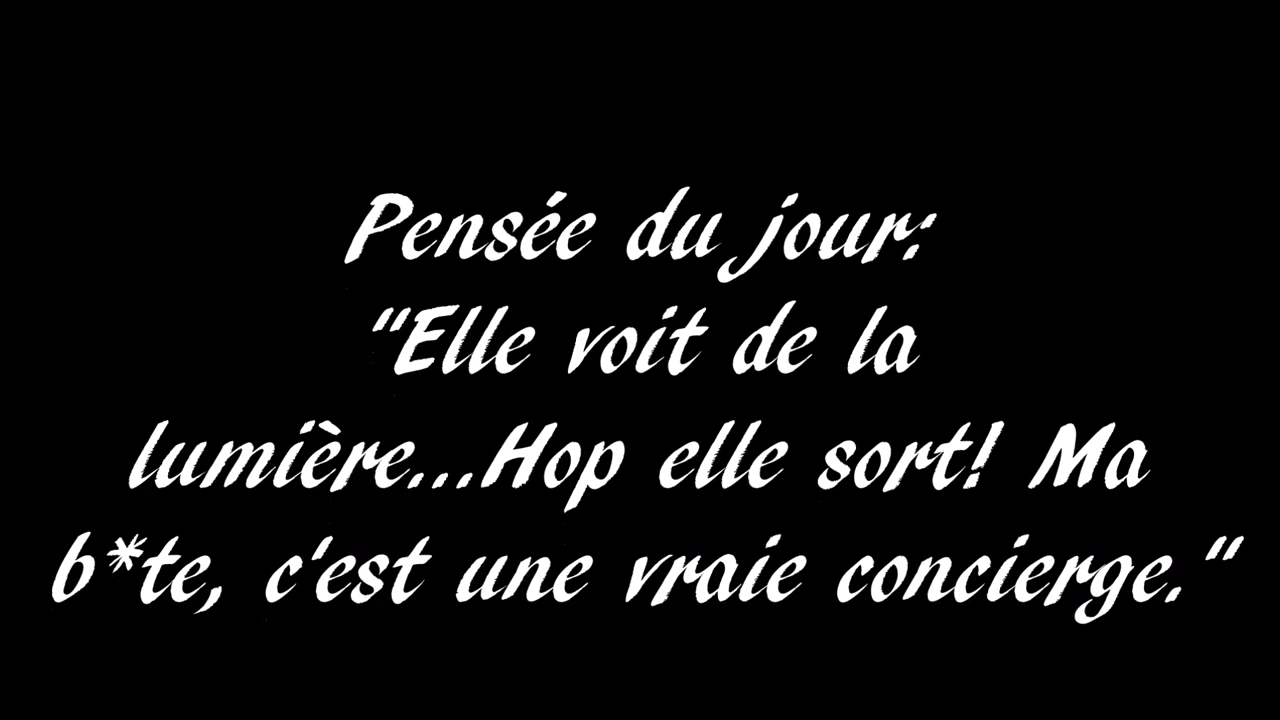 Pensée du jour:
"Elle voit de la
lumière...Hop elle sort! Ma
b*te, c'est une vraie concierge."